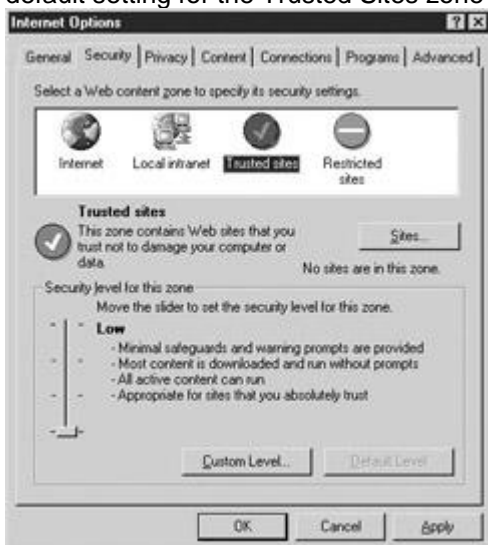 default setting for the Trusted Sites zone
Internet Options
General Security Privacy Content Connections Programs Advanced
Select a Web content zone to specify its security settings.
Internet Local intranet Trusted sites Restricted sites
Trusted sites
This zone contains Web sites that you
trust not to damage your computer or
data.
Sites...
No sites are in this zone.
Security level for this zone
Move the slider to set the security level for this zone.
Low
- Minimal safeguards and warning prompts are provided
- Most content is downloaded and run without prompts
- All active content can run
- Appropriate for sites that you absolutely trust
Custom Level... Default Level
OK Cancel Apply